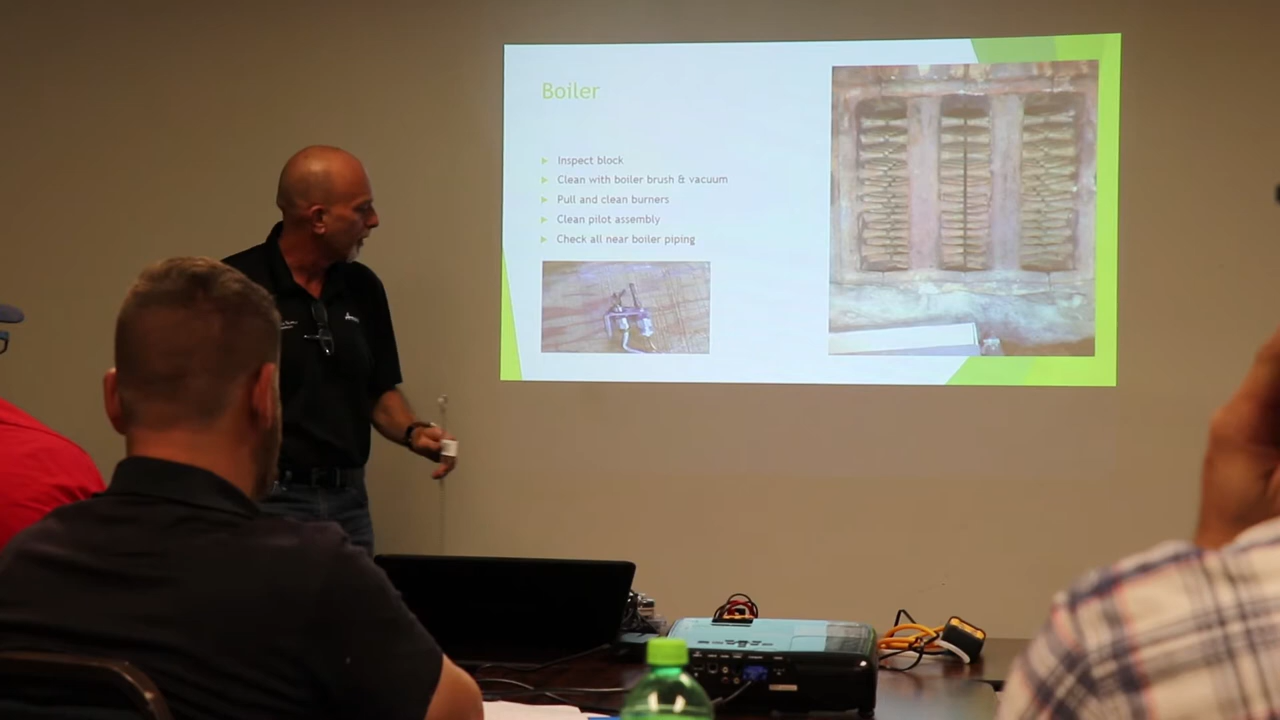 Boiler
Inspect block
Clean with boiler brush & vacuum
Pull and clean burners
Clean pilot assembly
Check all near boiler piping